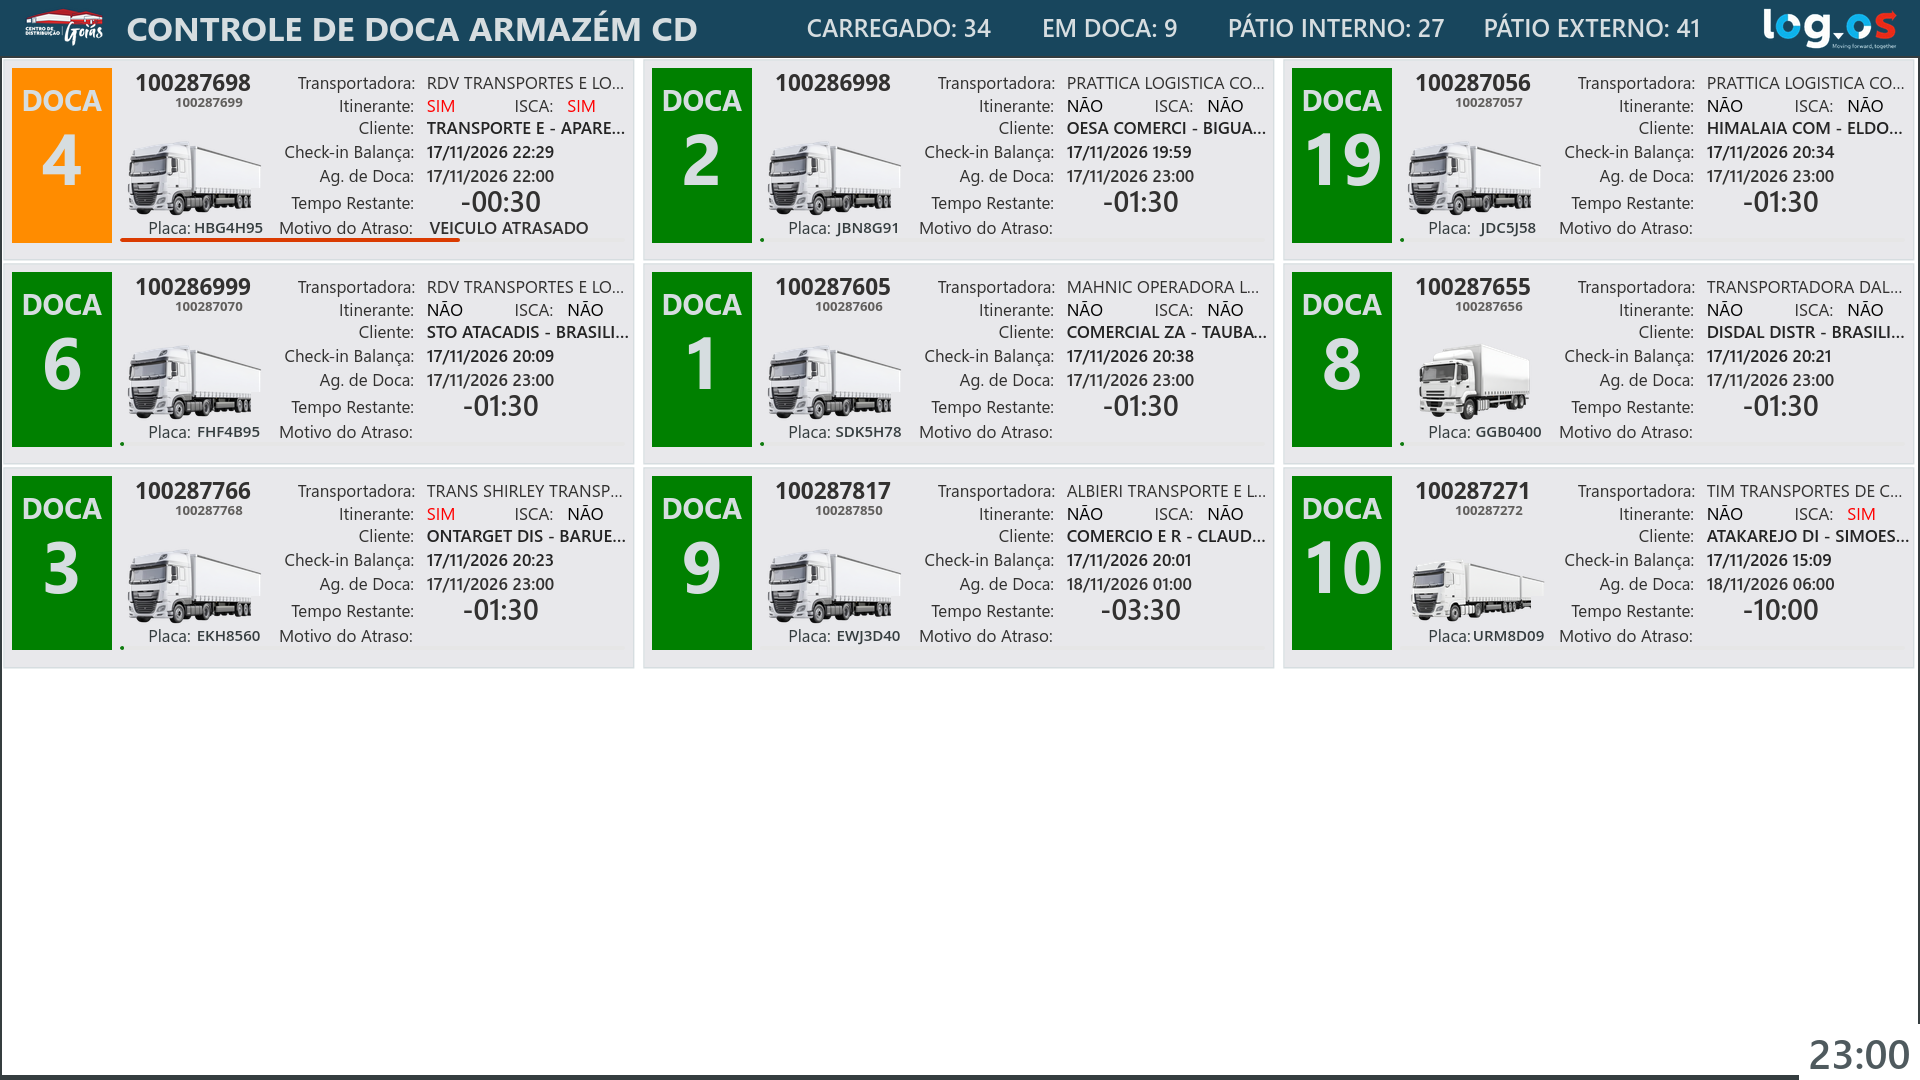 CENTRO DE DISTRIBUIÇÃO Goiás
CONTROLE DE DOCA ARMAZÉM CD
CARREGADO: 34
EM DOCA: 9
PÁTIO INTERNO: 27
PÁTIO EXTERNO: 41
log.os
Moving forward, together
DOCA
4
100287698
100287699
Placa: HBG4H95
Transportadora: RDV TRANSPORTES E LO...
Itinerante: SIM ISCA: SIM
Cliente: TRANSPORTE E - APARE...
Check-in Balança: 17/11/2026 22:29
Ag. de Doca: 17/11/2026 22:00
Tempo Restante: -00:30
Motivo do Atraso: VEICULO ATRASADO
DOCA
2
100286998
Placa: JBN8G91
Transportadora: PRATTICA LOGISTICA CO...
Itinerante: NÃO ISCA: NÃO
Cliente: OESA COMERCI - BIGUA...
Check-in Balança: 17/11/2026 19:59
Ag. de Doca: 17/11/2026 23:00
Tempo Restante: -01:30
Motivo do Atraso:
DOCA
19
100287056
100287057
Placa: JDC5J58
Transportadora: PRATTICA LOGISTICA CO...
Itinerante: NÃO ISCA: NÃO
Cliente: HIMALAIA COM - ELDO...
Check-in Balança: 17/11/2026 20:34
Ag. de Doca: 17/11/2026 23:00
Tempo Restante: -01:30
Motivo do Atraso:
DOCA
6
100286999
100287070
Placa: FHF4B95
Transportadora: RDV TRANSPORTES E LO...
Itinerante: NÃO ISCA: NÃO
Cliente: STO ATACADIS - BRASILI...
Check-in Balança: 17/11/2026 20:09
Ag. de Doca: 17/11/2026 23:00
Tempo Restante: -01:30
Motivo do Atraso:
DOCA
1
100287605
100287606
Placa: SDK5H78
Transportadora: MAHNIC OPERADORA L...
Itinerante: NÃO ISCA: NÃO
Cliente: COMERCIAL ZA - TAUBA...
Check-in Balança: 17/11/2026 20:38
Ag. de Doca: 17/11/2026 23:00
Tempo Restante: -01:30
Motivo do Atraso:
DOCA
8
100287655
100287656
Placa: GGB0400
Transportadora: TRANSPORTADORA DAL...
Itinerante: NÃO ISCA: NÃO
Cliente: DISDAL DISTR - BRASILI...
Check-in Balança: 17/11/2026 20:21
Ag. de Doca: 17/11/2026 23:00
Tempo Restante: -01:30
Motivo do Atraso:
DOCA
3
100287766
100287768
Placa: EKH8560
Transportadora: TRANS SHIRLEY TRANSP...
Itinerante: SIM ISCA: NÃO
Cliente: ONTARGET DIS - BARUE...
Check-in Balança: 17/11/2026 20:23
Ag. de Doca: 17/11/2026 23:00
Tempo Restante: -01:30
Motivo do Atraso:
DOCA
9
100287817
100287850
Placa: EWJ3D40
Transportadora: ALBIERI TRANSPORTE E L...
Itinerante: NÃO ISCA: NÃO
Cliente: COMERCIO E R - CLAUD...
Check-in Balança: 17/11/2026 20:01
Ag. de Doca: 18/11/2026 01:00
Tempo Restante: -03:30
Motivo do Atraso:
DOCA
10
100287271
100287272
Placa: URM8D09
Transportadora: TIM TRANSPORTES DE C...
Itinerante: NÃO ISCA: SIM
Cliente: ATAKAREJO DI - SIMOES...
Check-in Balança: 17/11/2026 15:09
Ag. de Doca: 18/11/2026 06:00
Tempo Restante: -10:00
Motivo do Atraso:
23:00